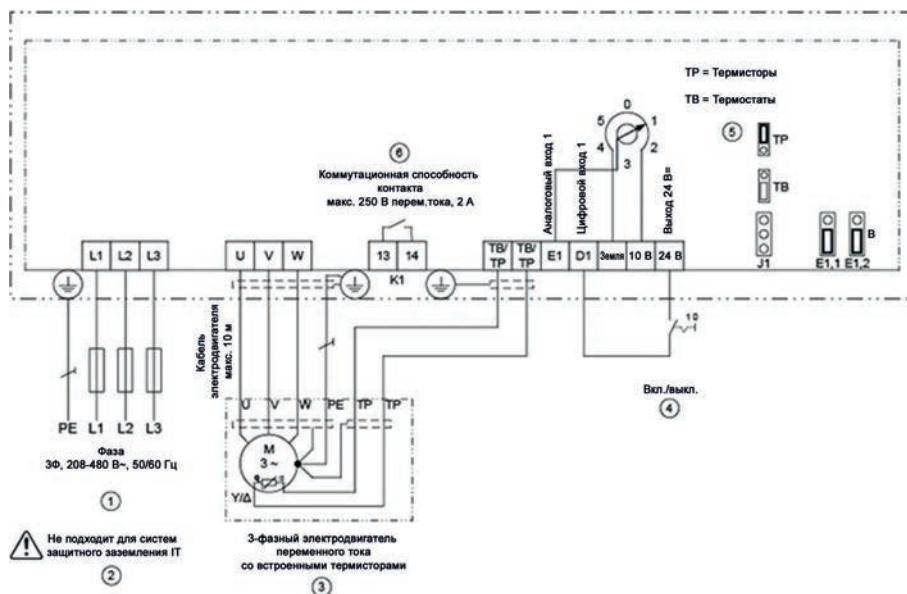 TP = Термисторы
TB = Термостаты
5
TP
TB
J1
E1,1
E1,2
B
0
5
1
4
2
3
6
Коммутационная способность
контакта
макс. 250 В перем.тока, 2 А
Аналоговый вход 1
Цифровой вход 1
Выход 24 В=
L1 L2 L3
U V W
13 14
K1
TB/TP TB/TP E1 D1 Земля 10 В 24 В
Кабель
электродвигателя
макс. 10 м
1 0
Вкл./выкл.
4
U V W PE TP TP
M
3 ~
Y/Δ
PE L1 L2 L3
Фаза
3Ф, 208-480 В~, 50/60 Гц
1
Не подходит для систем
защитного заземления IT
2
3-фазный электродвигатель
переменного тока
со встроенными термисторами
3